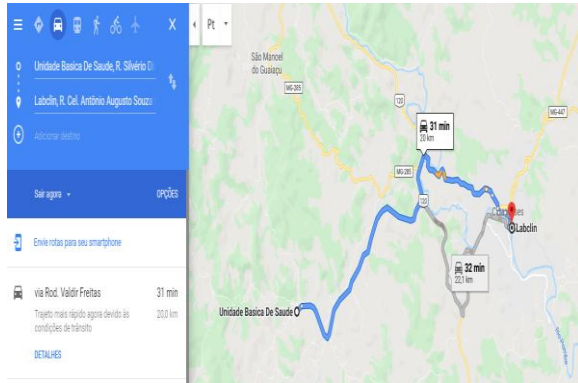 Unidade Basica De Saude, R. Silvério D
Labclin, R. Cel. Antônio Augusto Souza
Adicionar destino
Sair agora
OPÇÕES
Envie rotas para seu smartphone
via Rod. Valdir Freitas
31 min
Trajeto mais rápido agora devido às
20,0 km
condições de trânsito
DETALHES
Pt
São Manoel
do Guaiaçu
MG-285
120
MG-447
31 min
20 km
MG-285
120
Labclin
32 min
22,1 km
Unidade Basica De Saude